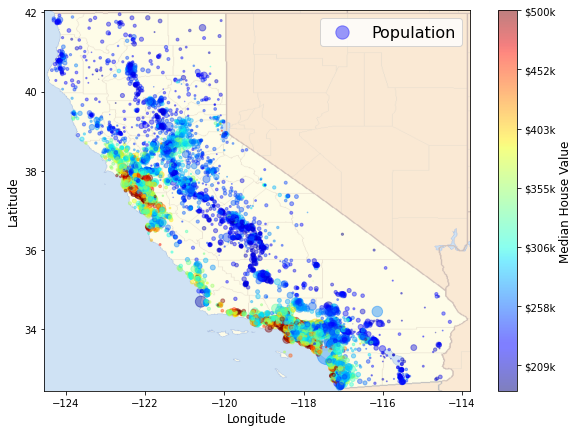 42
40
38
36
34
Latitude
−124
−122
−120
−118
−116
−114
Longitude
Population
$500k
$452k
$403k
$355k
$306k
$258k
$209k
Median House Value